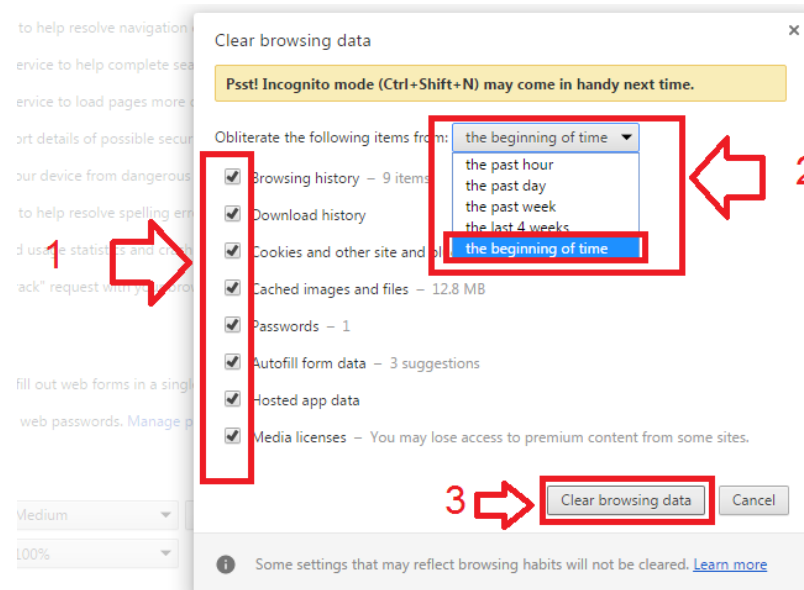 to help resolve navigation
Clear browsing data
ervice to help complete sea
Psst! Incognito mode (Ctrl+Shift+N) may come in handy next time.
ervice to load pages more
ort details of possible secur
Obliterate the following items from: the beginning of time
2
the past hour
our device from dangerous
Browsing history – 9 items
the past day
to help resolve spelling err
Download history
the past week
the last 4 weeks
1
d usage statistics and crash
Cookies and other site and pl
the beginning of time
ack" request with your brow
Cached images and files – 12.8 MB
Passwords – 1
Autofill form data – 3 suggestions
fill out web forms in a singl
Hosted app data
web passwords. Manage p
Media licenses – You may lose access to premium content from some sites.
3
Clear browsing data
Cancel
Medium
100%
Some settings that may reflect browsing habits will not be cleared. Learn more